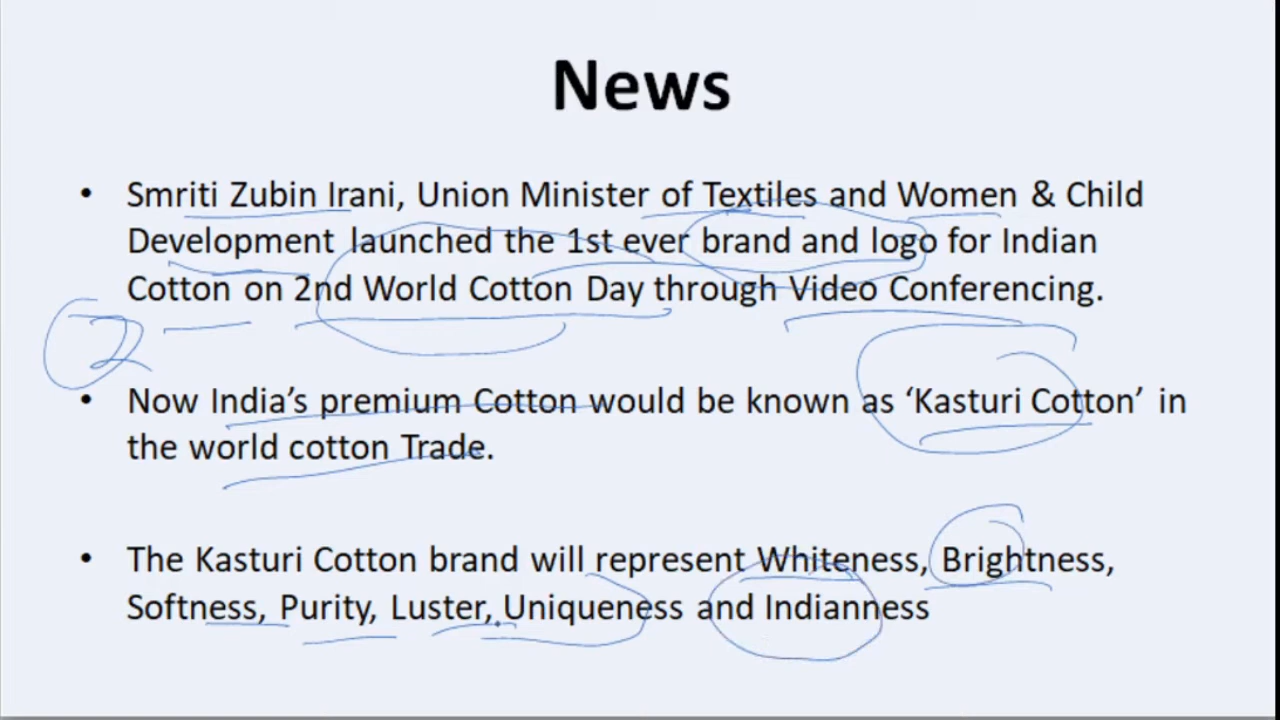 News
• Smriti Zubin Irani, Union Minister of Textiles and Women & Child
Development launched the 1st ever brand and logo for Indian
Cotton on 2nd World Cotton Day through Video Conferencing.
2
• Now India's premium Cotton would be known as 'Kasturi Cotton' in
the world cotton Trade.
• The Kasturi Cotton brand will represent Whiteness, Brightness,
Softness, Purity, Luster, Uniqueness and Indianness